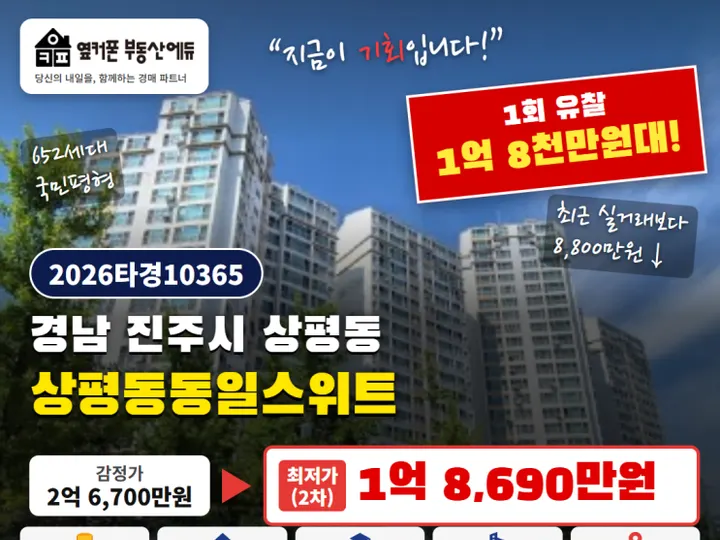 옆커폰 부동산에듀
당신의 내일을, 함께하는 경매 파트너
“지금이 기회입니다!”
1회 유찰
1억 8천만원대!
652세대
국민평형
최근 실거래보다
8,800만원 ↓
2026타경10365
경남 진주시 상평동
상평동동일스위트
감정가
2억 6,700만원
최저가
(2차)
1억 8,690만원